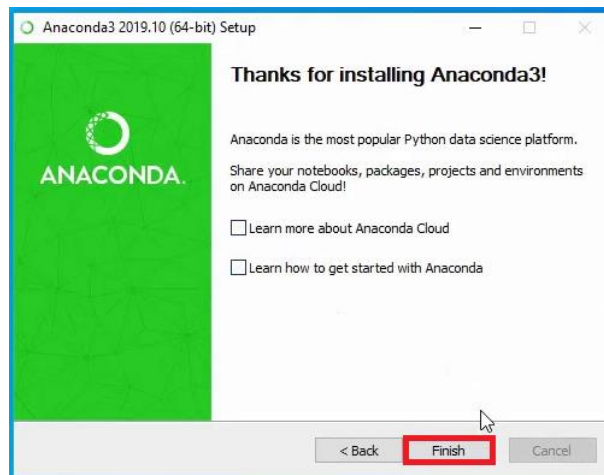 Anaconda3 2019.10 (64-bit) Setup
Thanks for installing Anaconda3!
Anaconda is the most popular Python data science platform.
Share your notebooks, packages, projects and environments
on Anaconda Cloud!
ANACONDA.
Learn more about Anaconda Cloud
Learn how to get started with Anaconda
< Back Finish Cancel